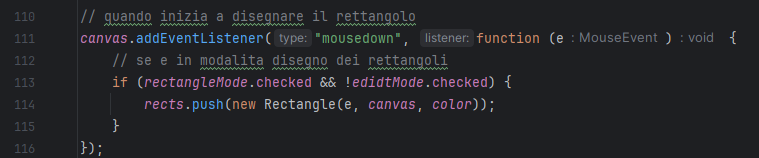 110 // quando inizia a disegnare il rettangolo
111 canvas.addEventListener( type: "mousedown", listener: function (e : MouseEvent ) : void {
112 // se e in modalita disegno dei rettangoli
113 if (rectangleMode.checked && !edidtMode.checked) {
114 rects.push(new Rectangle(e, canvas, color));
115 }
116 });